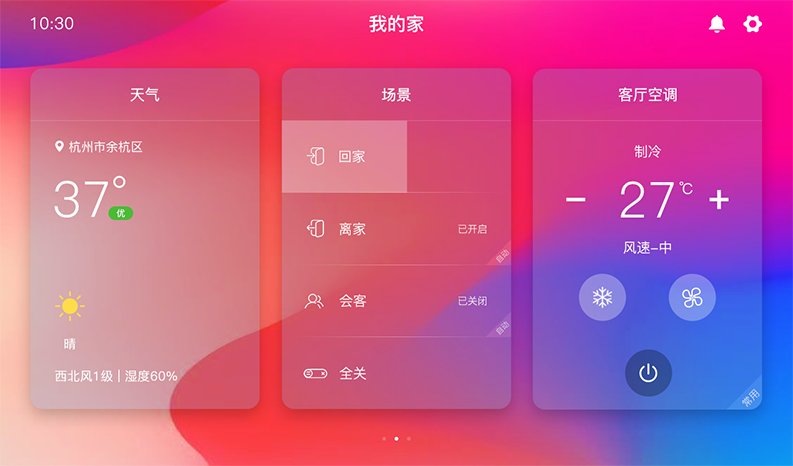 10:30
我的家
天气
杭州市余杭区
37°
优
晴
西北风1级 | 湿度60%
场景
回家
离家
已开启
自动
会客
已关闭
自动
全关
客厅空调
制冷
− 27℃ +
风速-中
常用